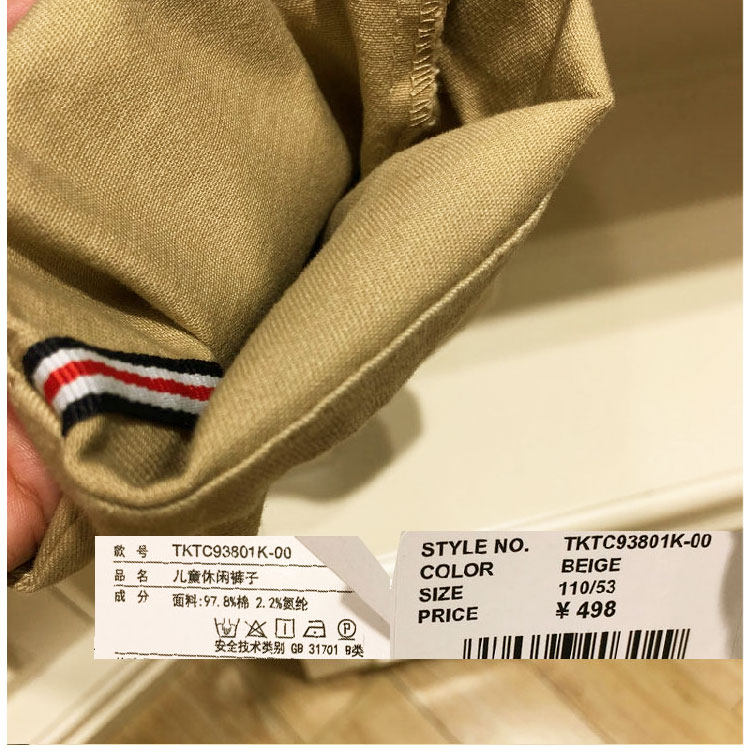 款 号 TKTC93801K-00
品 名 儿童休闲裤子
成 分 面料:97.8%棉 2.2%氨纶
安全技术类别 GB 31701 B类
STYLE NO. TKTC93801K-00
COLOR BEIGE
SIZE 110/53
PRICE ¥ 498